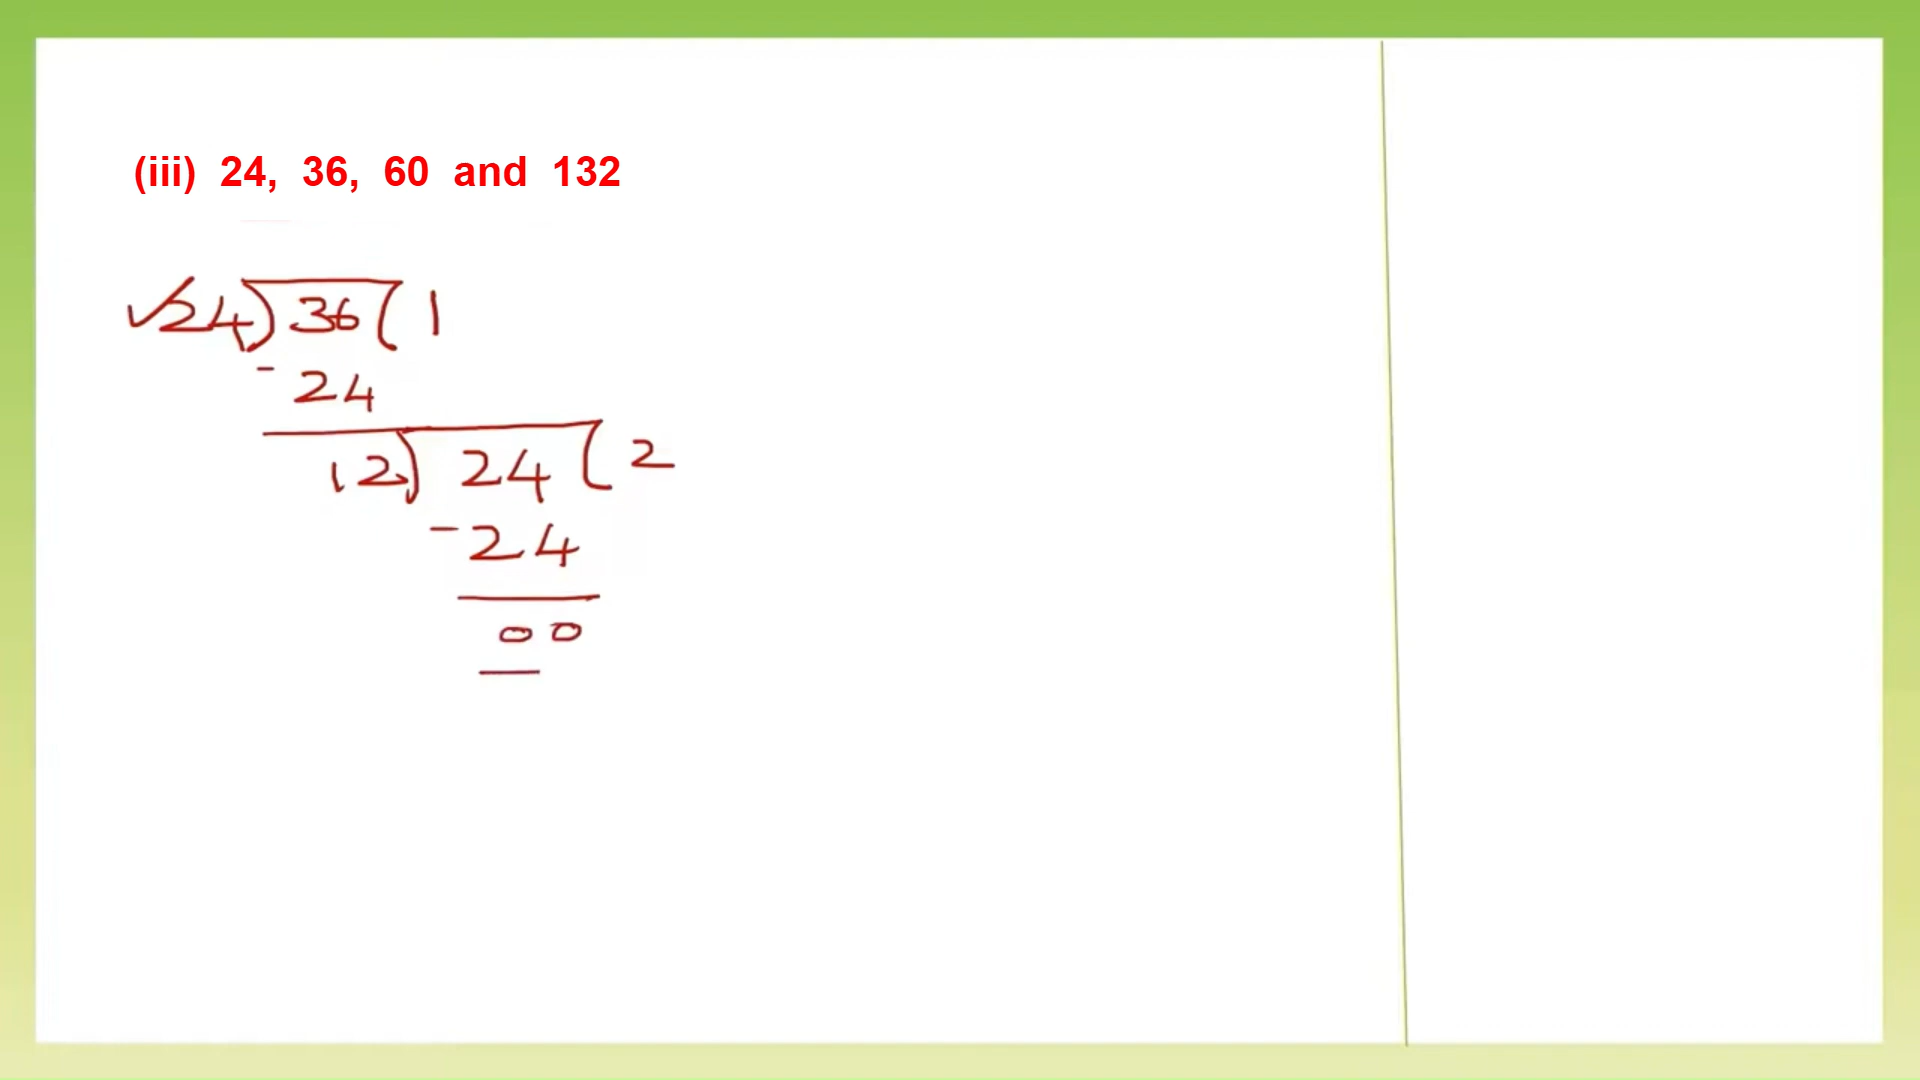 (iii) 24, 36, 60 and 132
✓24) 36 ( 1
- 24
12) 24 ( 2
- 24
00